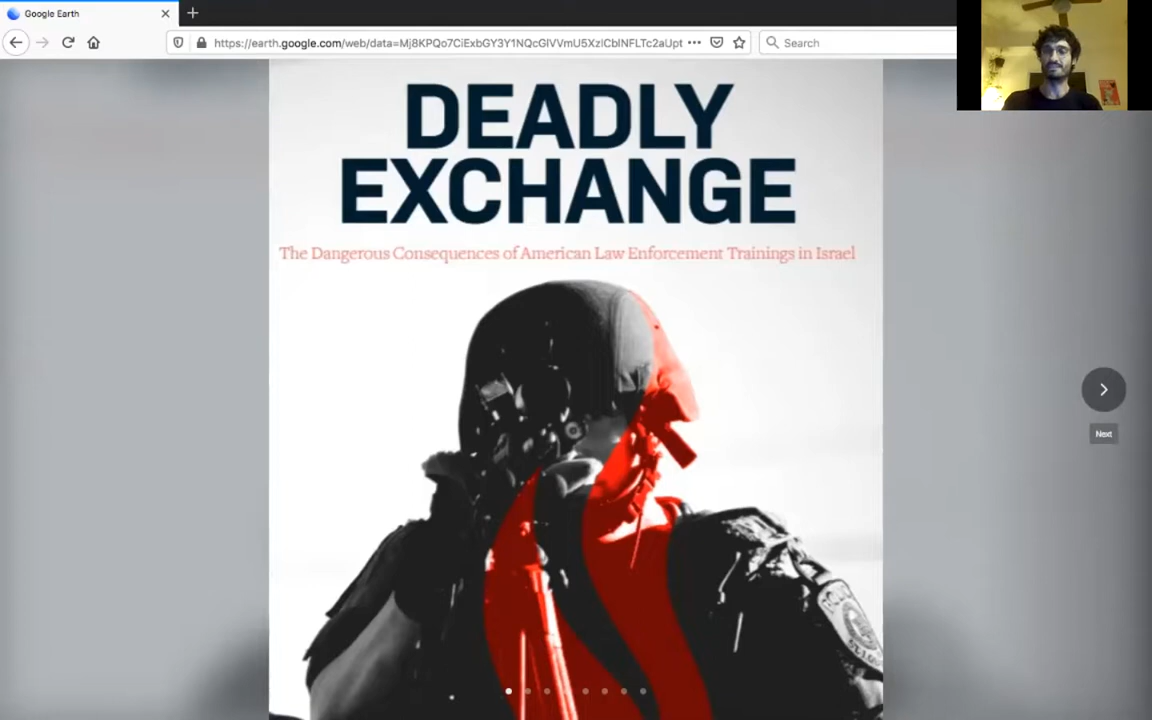 Google Earth
https://earth.google.com/web/data=Mj8KPQo7CiExbGY3Y1NQcGlVVmU5XzlCblNFLTc2aUpt
Search
DEADLY
EXCHANGE
The Dangerous Consequences of American Law Enforcement Trainings in Israel
Next